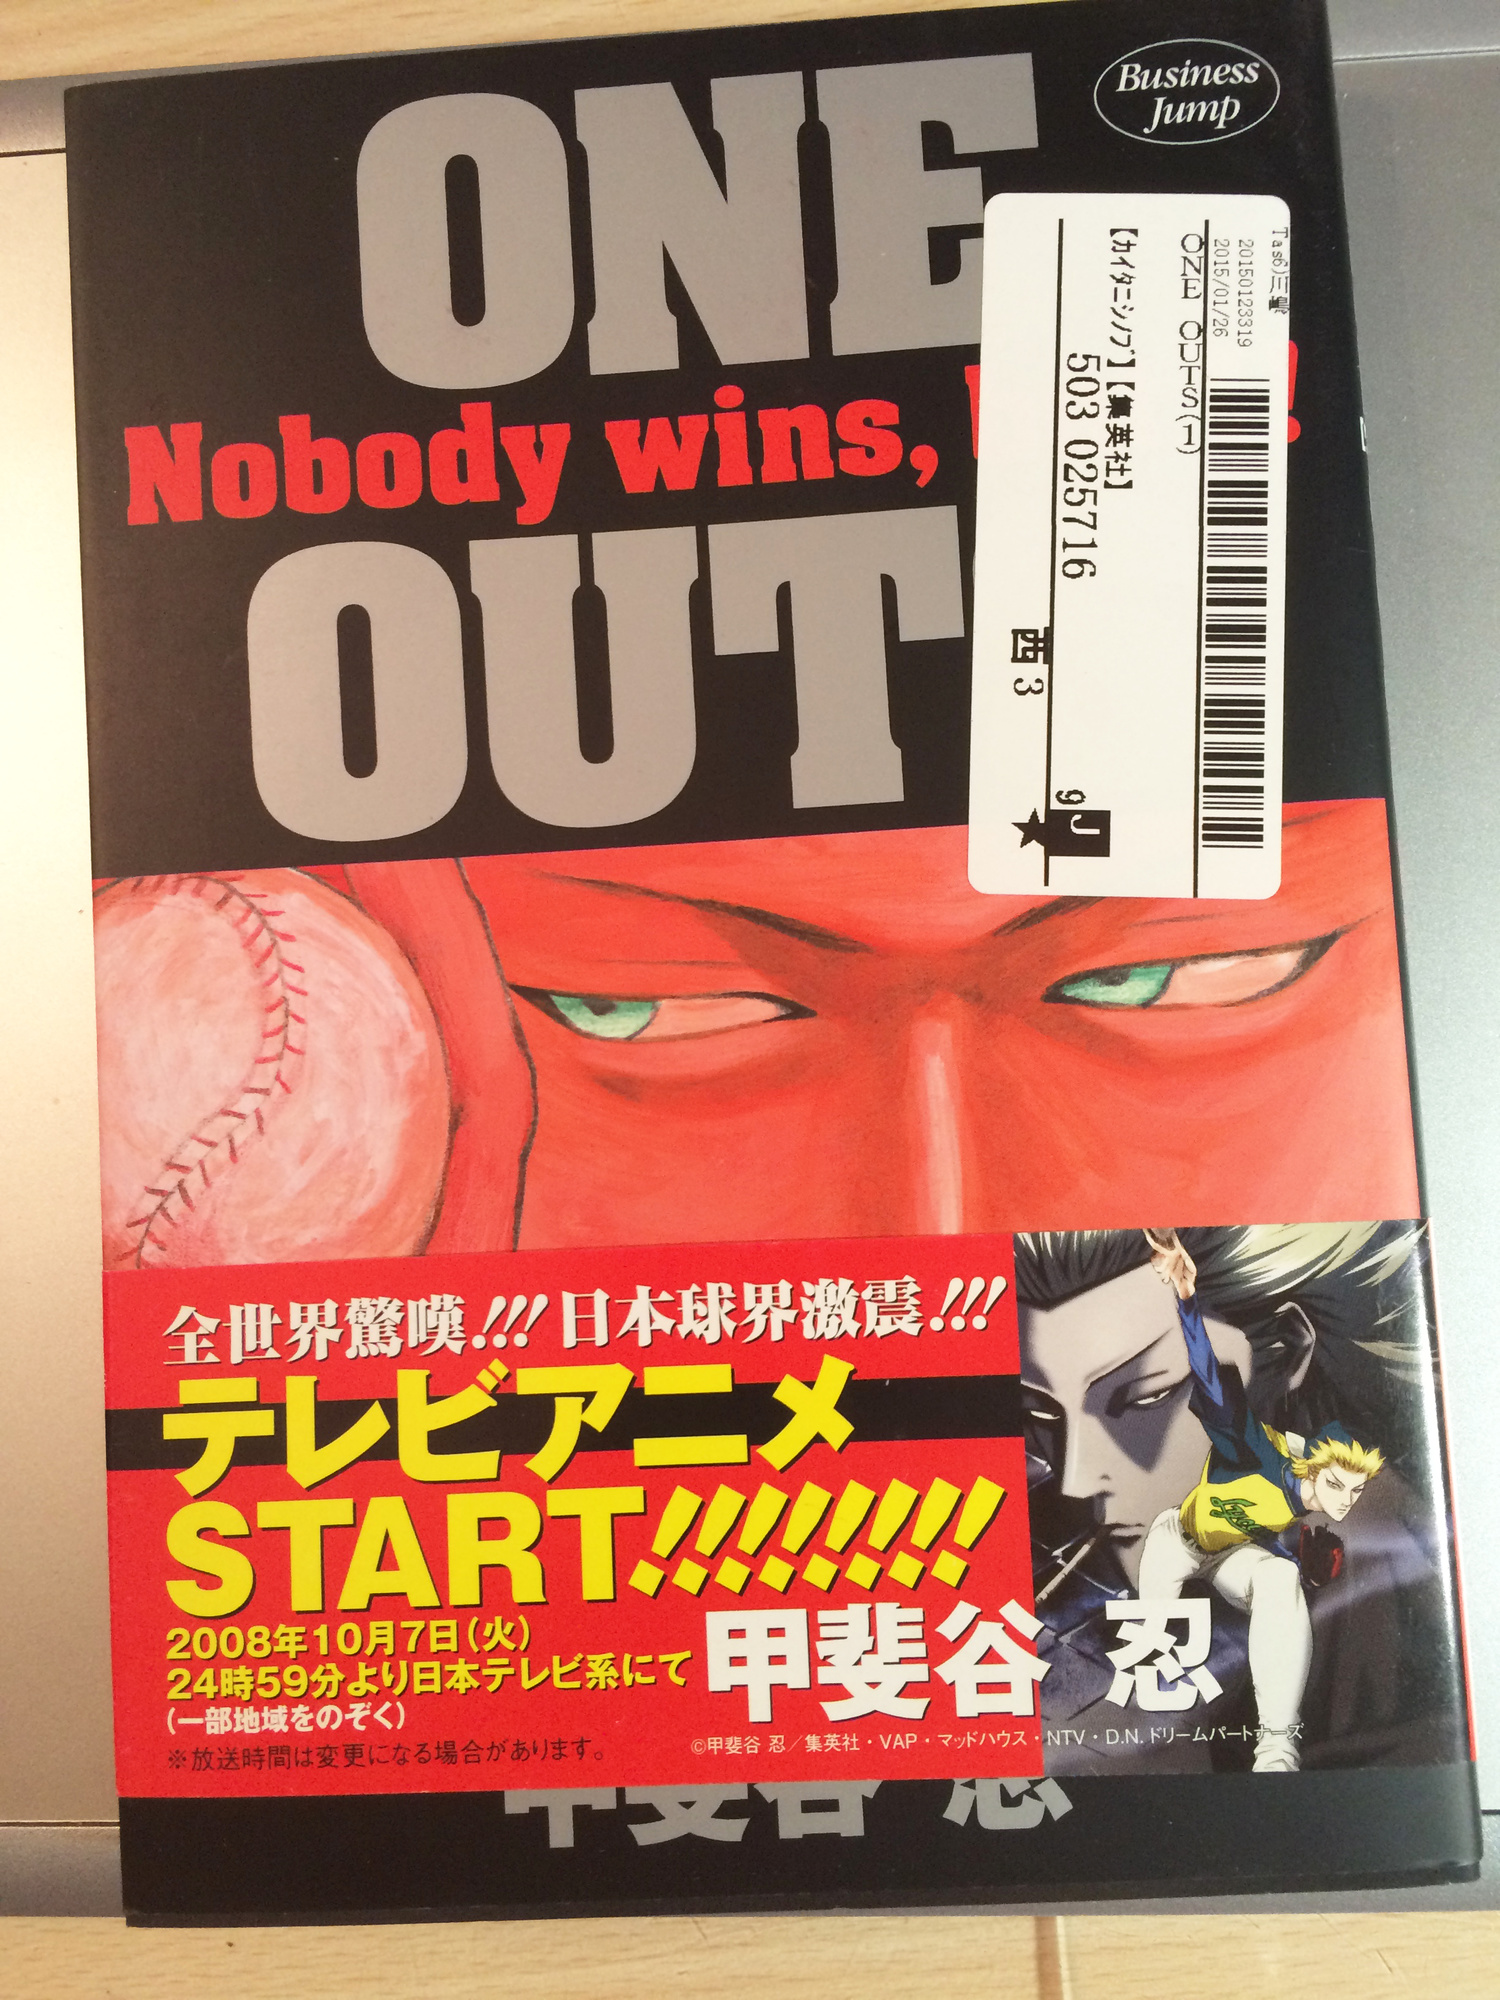 Business
Jump
ONE
Nobody wins,
OUT
Tas6)三
20150123319
2015/01/26
ONE OUTS(1)
【カイタニシノブ】【集英社】
503 025716
西3
9
J
★
全世界驚嘆!!! 日本球界激震!!!
テレビアニメ
START!!!!!!!!!
2008年10月7日(火)
24時59分より日本テレビ系にて
(一部地域をのぞく)
※放送時間は変更になる場合があります。
甲斐谷 忍
©甲斐谷 忍／集英社・VAP・マッドハウス・NTV・D.N.ドリームパートナーズ
甲斐谷 忍